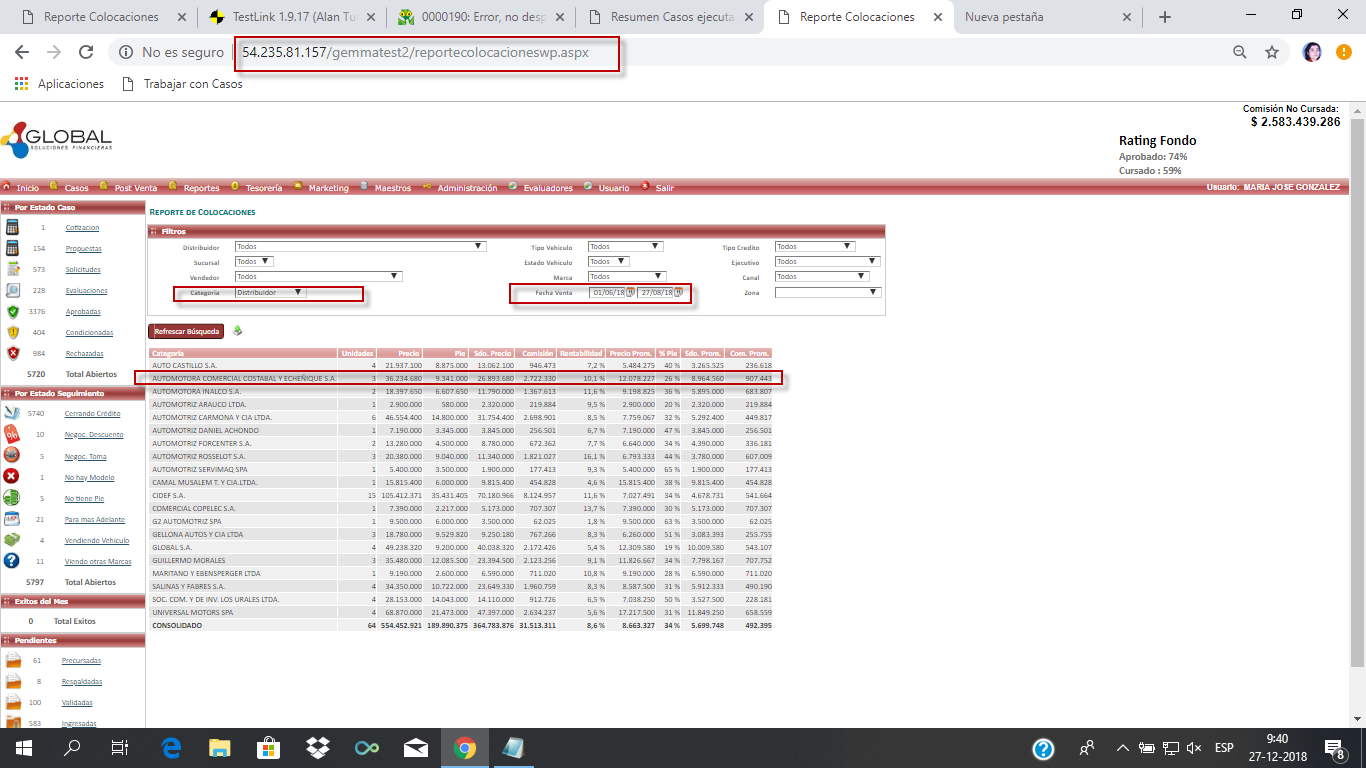 Reporte Colocaciones
TestLink 1.9.17 (Alan Tu
0000190: Error, no desp
Resumen Casos ejecuta
Reporte Colocaciones
Nueva pestaña
No es seguro | 54.235.81.157/gemmatest2/reportecolocacioneswp.aspx
Aplicaciones Trabajar con Casos
Comisión No Cursada:
$ 2.583.439.286
GLOBAL
SOLUCIONES FINANCIERAS
Rating Fondo
Aprobado: 74%
Cursado : 59%
Inicio Casos Post Venta Reportes Tesorería Marketing Maestros Administración Evaluadores Usuario Salir Usuario: MARIA JOSE GONZALEZ
Por Estado Caso
1 Cotizacion
154 Propuestas
573 Solicitudes
228 Evaluaciones
3376 Aprobadas
404 Condicionadas
984 Rechazadas
5720 Total Abiertos
Por Estado Seguimiento
5740 Cerrando Crédito
10 Negoc. Descuento
5 Negoc. Toma
1 No hay Modelo
5 No tiene Pie
21 Para mas Adelante
4 Vendiendo Vehiculo
11 Viendo otras Marcas
5797 Total Abiertos
Exitos del Mes
0 Total Exitos
Pendientes
61 Precursadas
8 Respaldadas
100 Validadas
583 Ingresadas
REPORTE DE COLOCACIONES
Filtros
Distribuidor Todos Tipo Vehiculo Todos Tipo Credito Todos
Sucursal Todos Estado Vehiculo Todos Ejecutivo Todos
Vendedor Todos Marca Todos Canal Todos
Categoria Distribuidor Fecha Venta 01/06/18 27/08/18 Zona
Refrescar Búsqueda
Categoría Unidades Precio Pie Sdo. Precio Comisión Rentabilidad Precio Prom. % Pie Sdo. Prom. Com. Prom.
AUTO CASTILLO S.A. 4 21.937.100 8.875.000 13.062.100 946.473 7,2 % 5.484.275 40 % 3.265.525 236.618
AUTOMOTORA COMERCIAL COSTABAL Y ECHEÑIQUE S.A. 3 36.234.680 9.341.000 26.893.680 2.722.330 10,1 % 12.078.227 26 % 8.964.560 907.443
AUTOMOTORA INALCO S.A. 2 18.397.650 6.607.650 11.790.000 1.367.613 11,6 % 9.198.825 36 % 5.895.000 683.807
AUTOMOTRIZ ARAUCO LTDA. 1 2.900.000 580.000 2.320.000 219.884 9,5 % 2.900.000 20 % 2.320.000 219.884
AUTOMOTRIZ CARMONA Y CIA LTDA. 6 46.554.400 14.800.000 31.754.400 2.698.901 8,5 % 7.759.067 32 % 5.292.400 449.817
AUTOMOTRIZ DANIEL ACHONDO 1 7.190.000 3.345.000 3.845.000 256.501 6,7 % 7.190.000 47 % 3.845.000 256.501
AUTOMOTRIZ FORCENTER S.A. 2 13.280.000 4.500.000 8.780.000 672.362 7,7 % 6.640.000 34 % 4.390.000 336.181
AUTOMOTRIZ ROSSELOT S.A. 3 20.380.000 9.040.000 11.340.000 1.821.027 16,1 % 6.793.333 44 % 3.780.000 607.009
AUTOMOTRIZ SERVIMAQ SPA 1 5.400.000 3.500.000 1.900.000 177.413 9,3 % 5.400.000 65 % 1.900.000 177.413
CAMAL MUSALEM T. Y CIA.LTDA. 1 15.815.400 6.000.000 9.815.400 454.828 4,6 % 15.815.400 38 % 9.815.400 454.828
CIDEF S.A. 15 105.412.371 35.431.405 70.180.966 8.124.957 11,6 % 7.027.491 34 % 4.678.731 541.664
COMERCIAL COPELEC S.A. 1 7.390.000 2.217.000 5.173.000 707.307 13,7 % 7.390.000 30 % 5.173.000 707.307
G2 AUTOMOTRIZ SPA 1 9.500.000 6.000.000 3.500.000 62.025 1,8 % 9.500.000 63 % 3.500.000 62.025
GELLONA AUTOS Y CIA LTDA 3 18.780.000 9.529.820 9.250.180 767.266 8,3 % 6.260.000 51 % 3.083.393 255.755
GLOBAL S.A. 4 49.238.320 9.200.000 40.038.320 2.172.426 5,4 % 12.309.580 19 % 10.009.580 543.107
GUILLERMO MORALES 3 35.480.000 12.085.500 23.394.500 2.123.256 9,1 % 11.826.667 34 % 7.798.167 707.752
MARITANO Y EBENSPERGER LTDA 1 9.190.000 2.600.000 6.590.000 711.020 10,8 % 9.190.000 28 % 6.590.000 711.020
SALINAS Y FABRES S.A. 4 34.350.000 10.722.000 23.649.330 1.960.759 8,3 % 8.587.500 31 % 5.912.333 490.190
SOC. COM. Y DE INV. LOS URALES LTDA. 4 28.153.000 14.043.000 14.110.000 912.726 6,5 % 7.038.250 50 % 3.527.500 228.181
UNIVERSAL MOTORS SPA 4 68.870.000 21.473.000 47.397.000 2.634.237 5,6 % 17.217.500 31 % 11.849.250 658.559
CONSOLIDADO 64 554.452.921 189.890.375 364.783.876 31.513.311 8,6 % 8.663.327 34 % 5.699.748 492.395
ESP
9:40
27-12-2018
8